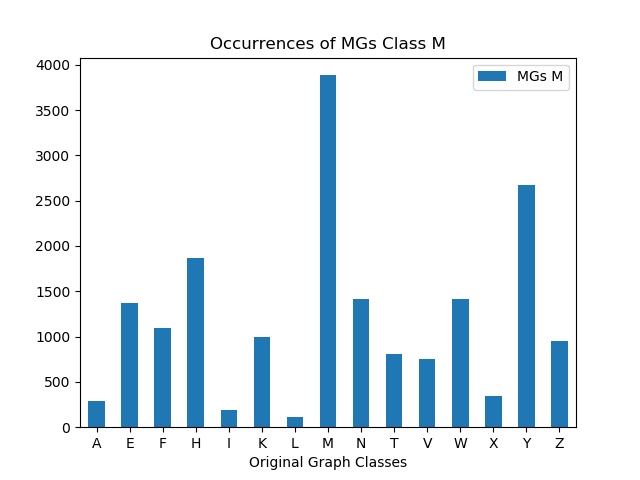 Occurrences of MGs Class M
MGs M
4000
3500
3000
2500
2000
1500
1000
500
0
A E F H I K L M N T V W X Y Z
Original Graph Classes